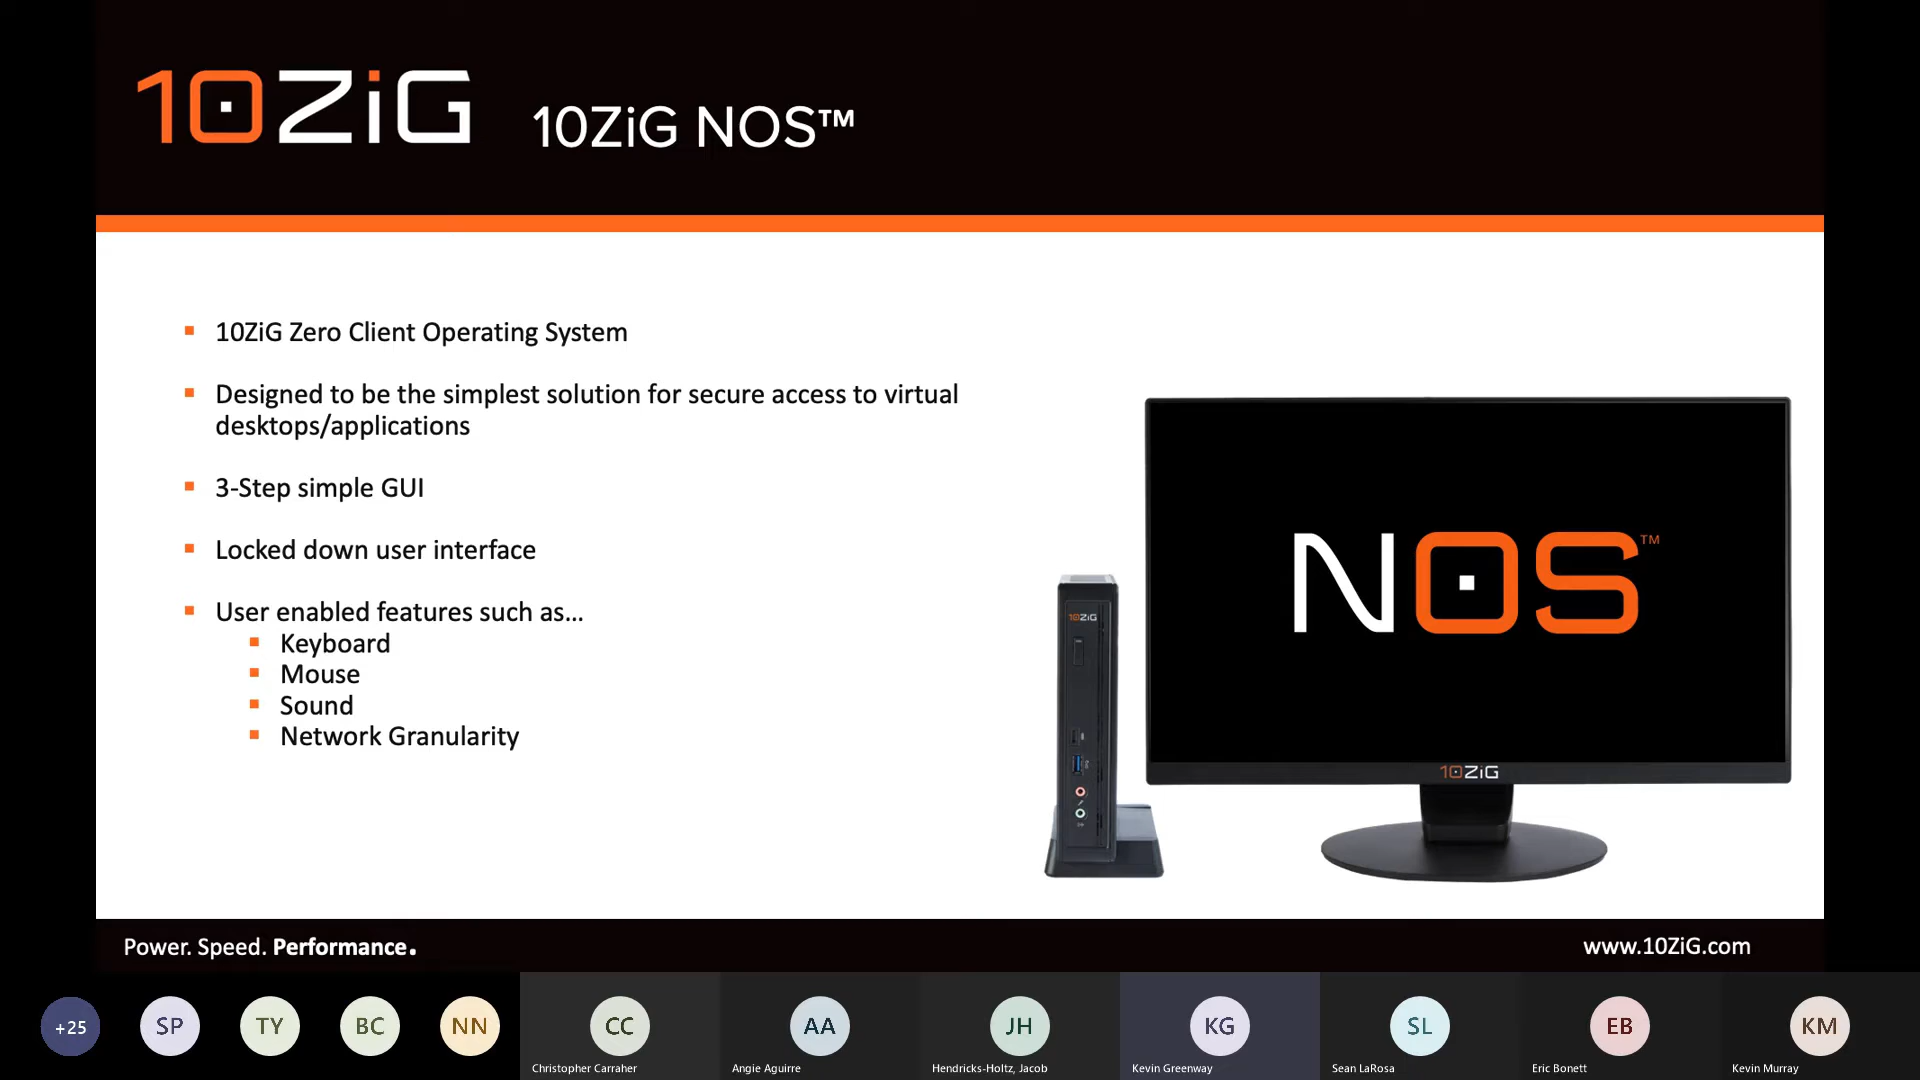 10ZiG
10ZiG NOS™
10ZiG Zero Client Operating System
Designed to be the simplest solution for secure access to virtual
desktops/applications
3-Step simple GUI
Locked down user interface
User enabled features such as...
Keyboard
Mouse
Sound
Network Granularity
NOS™
10ZiG
10ZiG
Power. Speed. Performance.
www.10ZiG.com
+25
SP
TY
BC
NN
CC
AA
JH
KG
SL
EB
KM
Christopher Carraher
Angie Aguirre
Hendricks-Holtz, Jacob
Kevin Greenway
Sean LaRosa
Eric Bonett
Kevin Murray